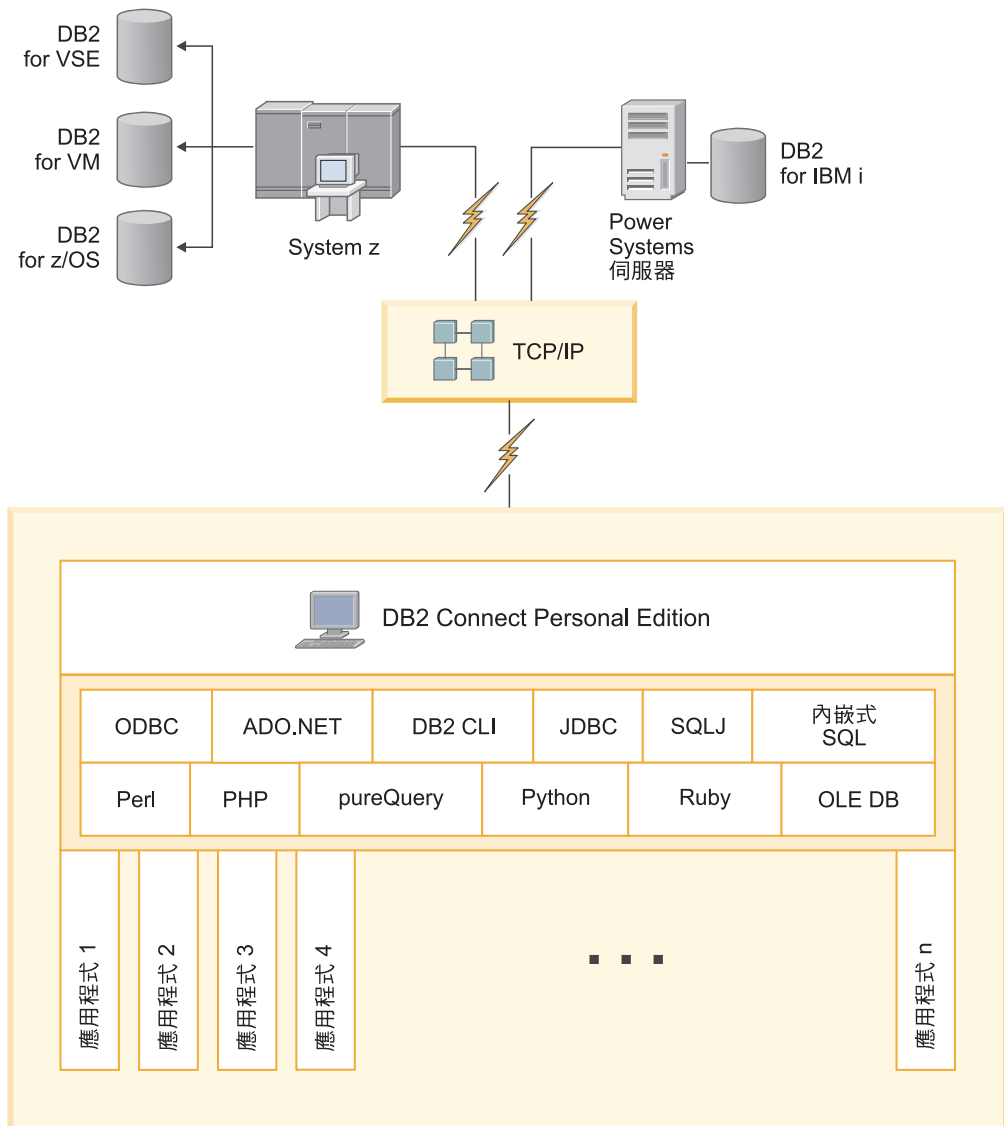 DB2
for VSE
DB2
for VM
DB2
for z/OS
System z
Power
Systems
伺服器
DB2
for IBM i
TCP/IP
DB2 Connect Personal Edition
ODBC
ADO.NET
DB2 CLI
JDBC
SQLJ
內嵌式
SQL
Perl
PHP
pureQuery
Python
Ruby
OLE DB
應用程式 1
應用程式 2
應用程式 3
應用程式 4
...
應用程式 n